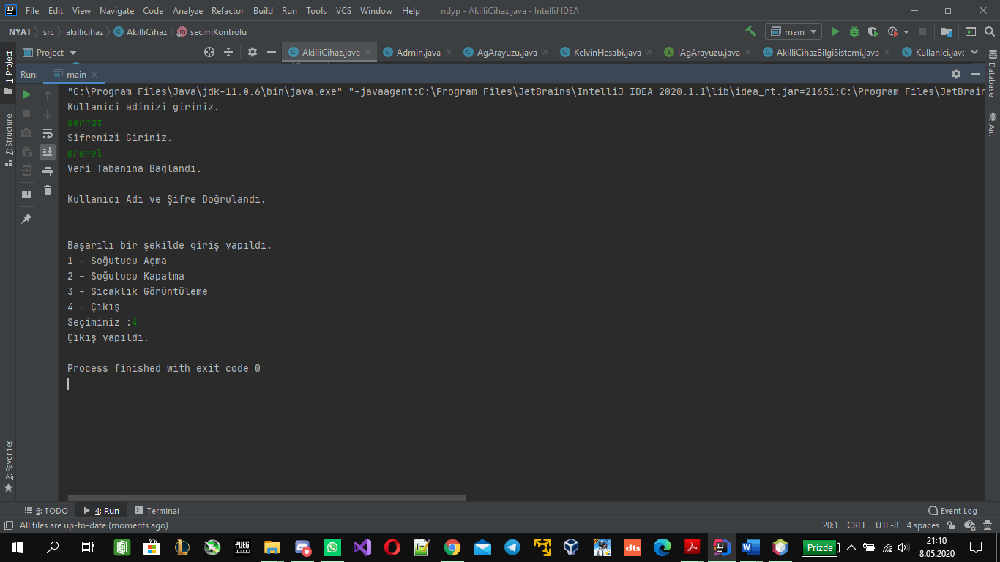 File Edit View Navigate Code Analyze Refactor Build Run Tools VCS Window Help ndyp - AkilliCihaz.java - IntelliJ IDEA
NYAT src akillicihaz C AkilliCihaz m secimKontrolu main
1: Project
Project C AkilliCihaz.java C Admin.java C AgArayuzu.java C KelvinHesabi.java I IAgArayuzu.java C AkilliCihazBilgiSistemi.java C Kullanici.java
Database
Run: main
"C:\Program Files\Java\jdk-11.0.6\bin\java.exe" "-javaagent:C:\Program Files\JetBrains\IntelliJ IDEA 2020.1.1\lib\idea_rt.jar=21651:C:\Program Files\JetBrain
Kullanici adinizi giriniz.
serhat
Sifrenizi Giriniz.
erenel
Veri Tabanına Bağlandı.
Kullanıcı Adı ve Şifre Doğrulandı.
Başarılı bir şekilde giriş yapıldı.
1 - Soğutucu Açma
2 - Soğutucu Kapatma
3 - Sıcaklık Görüntüleme
4 - Çıkış
Seçiminiz :4
Çıkış yapıldı.
Process finished with exit code 0
7: Structure
Ant
2: Favorites
6: TODO 4: Run Terminal Event Log
All files are up-to-date (moments ago) 20:1 CRLF UTF-8 4 spaces
PUBG dts W Prizde 21:10
8.05.2020